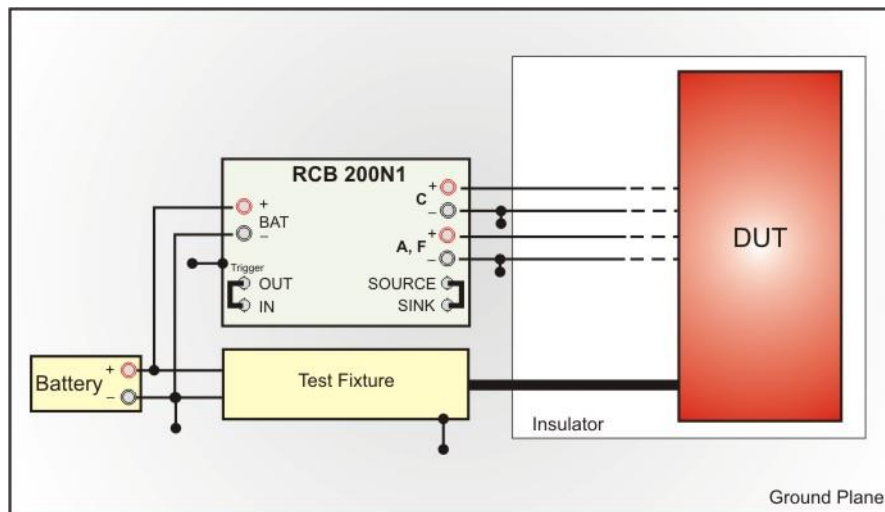 RCB 200N1
+
BAT
−
Trigger
OUT
IN
+
C
−
+
A, F
−
SOURCE
SINK
DUT
Battery
+
−
Test Fixture
Insulator
Ground Plane